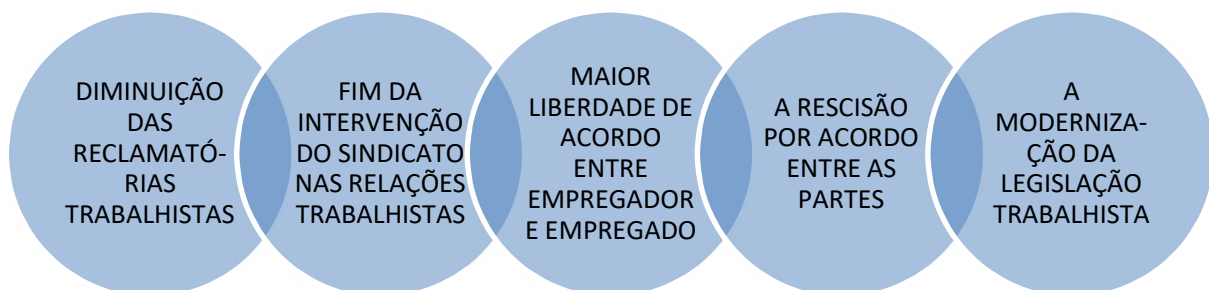 DIMINUIÇÃO
DAS
RECLAMATÓ-
RIAS
TRABALHISTAS
FIM DA
INTERVENÇÃO
DO SINDICATO
NAS RELAÇÕES
TRABALHISTAS
MAIOR
LIBERDADE DE
ACORDO
ENTRE
EMPREGADOR
E EMPREGADO
A RESCISÃO
POR ACORDO
ENTRE AS
PARTES
A
MODERNIZA-
ÇÃO DA
LEGISLAÇÃO
TRABALHISTA